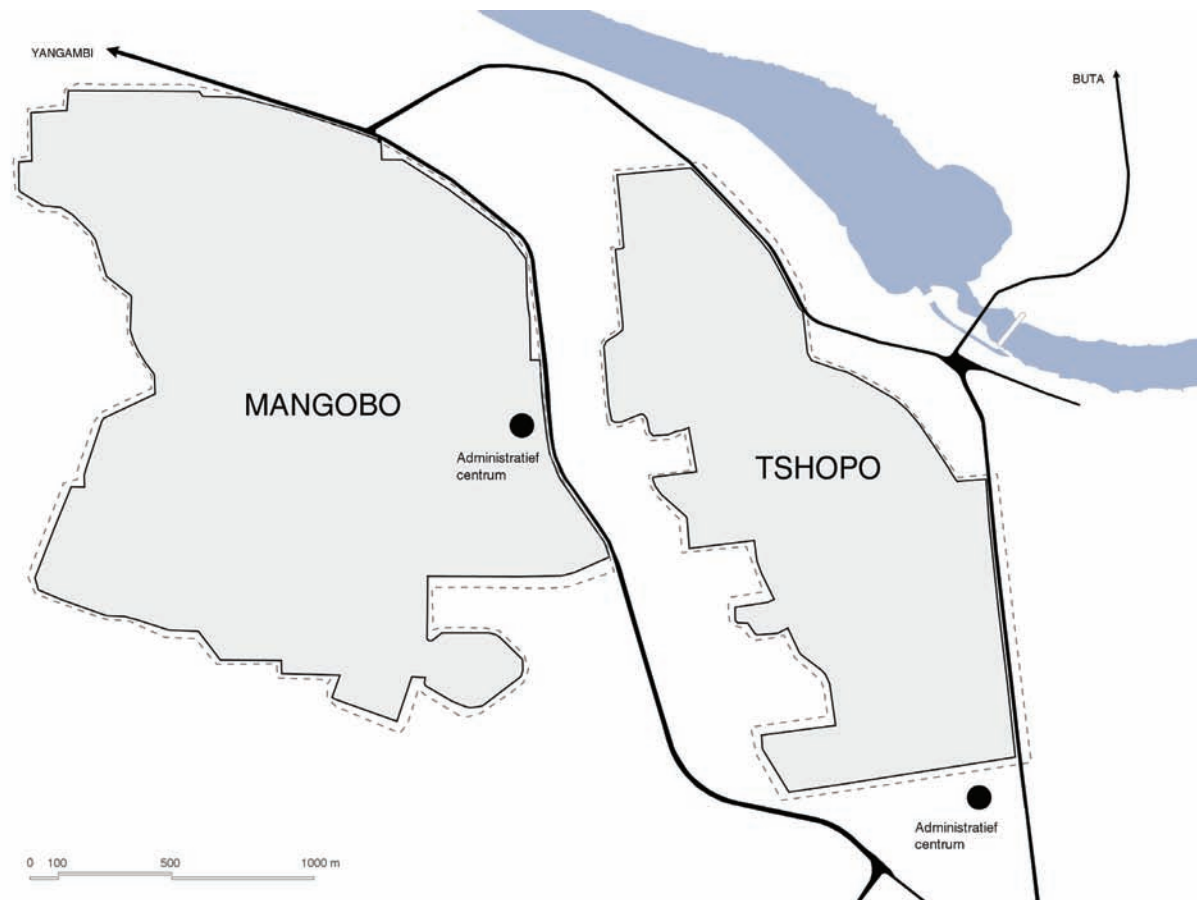 YANGAMBI
BUTA
MANGOBO
Administratief
centrum
TSHOPO
Administratief
centrum
0 100 500 1000 m